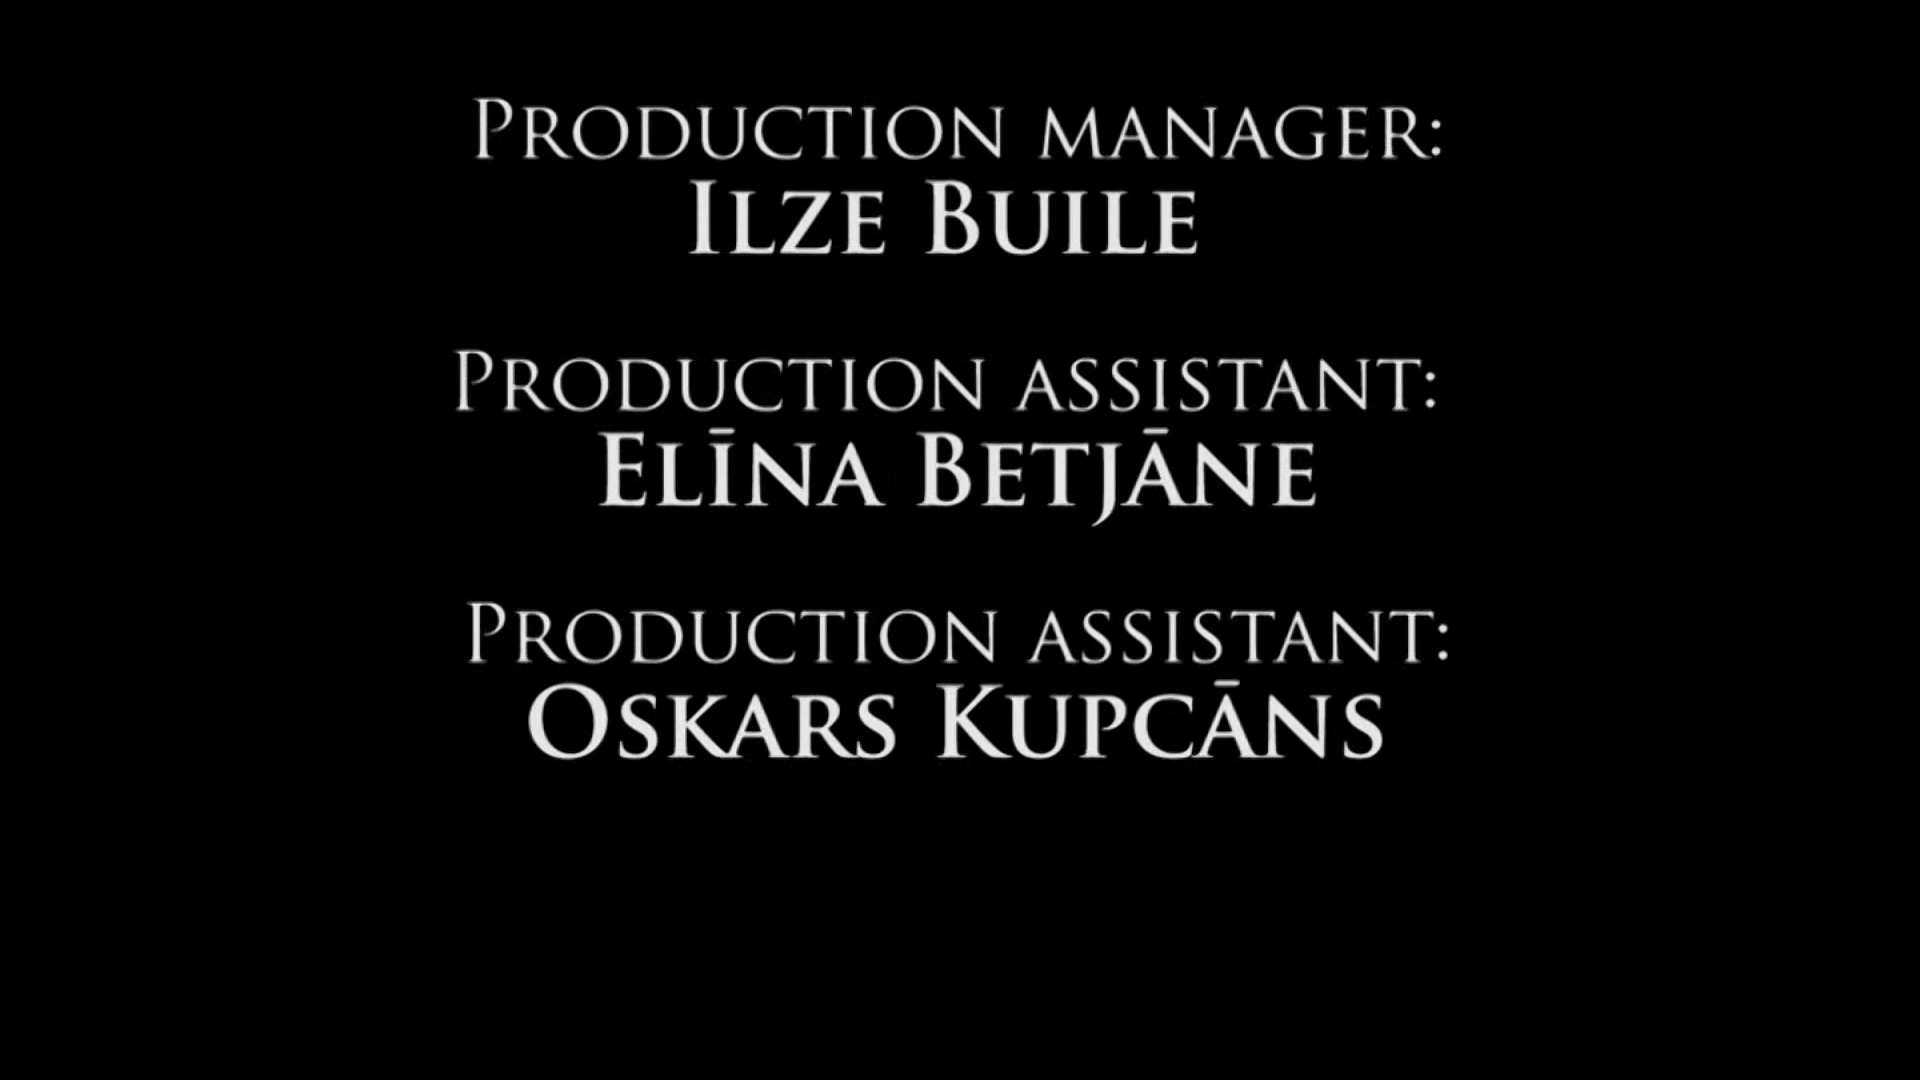 Production manager:
Ilze Buile
Production assistant:
Elīna Betjāne
Production assistant:
Oskars Kupcāns